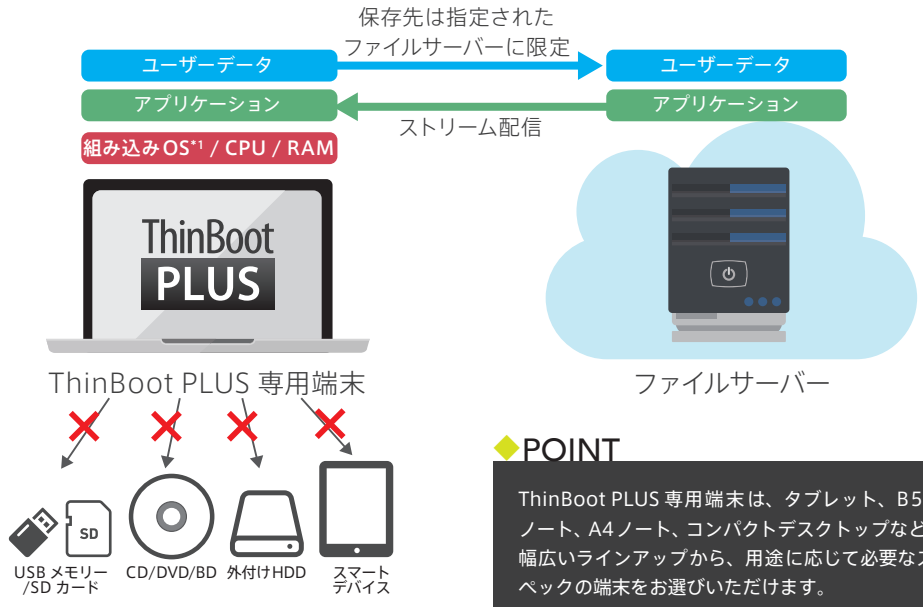 保存先は指定された
ファイルサーバーに限定
ユーザーデータ
ユーザーデータ
アプリケーション
アプリケーション
ストリーム配信
組み込みOS*1 / CPU / RAM
ThinBoot
PLUS
ThinBoot PLUS 専用端末
ファイルサーバー
SD
USB メモリー
/SD カード
CD/DVD/BD
外付けHDD
スマート
デバイス
◆POINT
ThinBoot PLUS 専用端末は、タブレット、B5
ノート、A4ノート、コンパクトデスクトップなど
幅広いラインアップから、用途に応じて必要なス
ペックの端末をお選びいただけます。